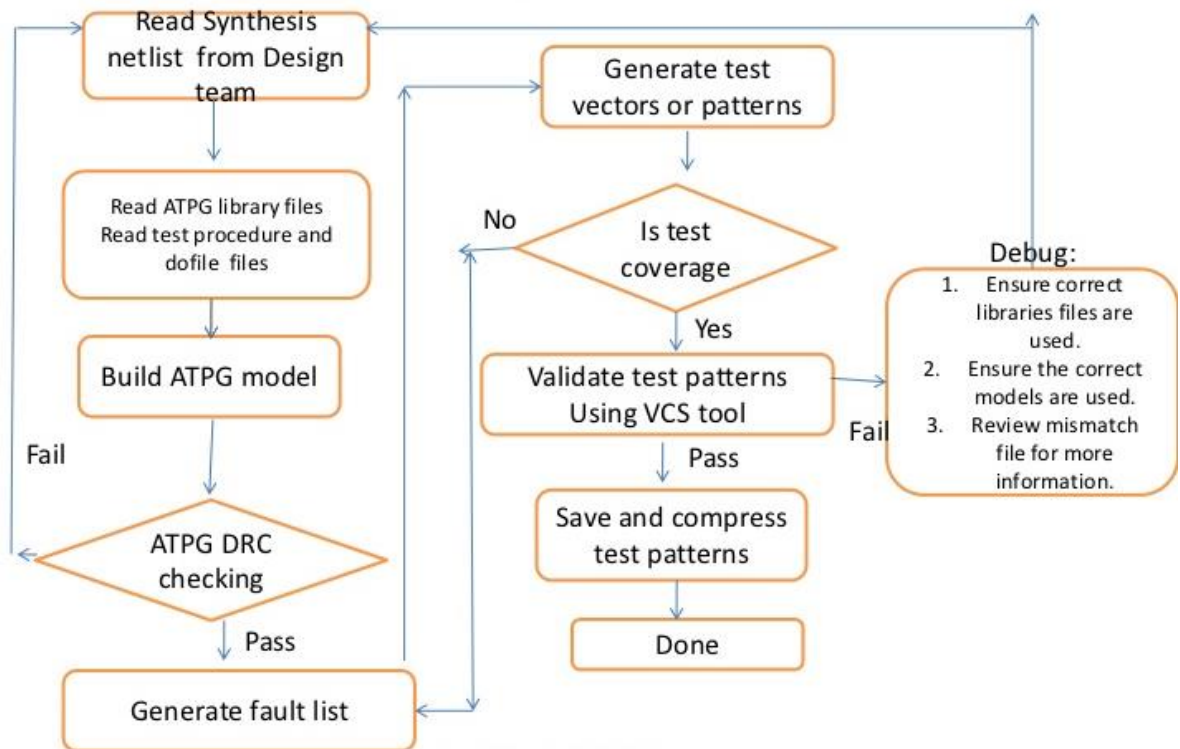 Read Synthesis
netlist from Design
team
Read ATPG library files
Read test procedure and
dofile files
Build ATPG model
Fail
ATPG DRC
checking
Pass
Generate fault list
Generate test
vectors or patterns
No
Is test
coverage
Yes
Validate test patterns
Using VCS tool
Fail
Pass
Save and compress
test patterns
Done
Debug:
1. Ensure correct
libraries files are
used.
2. Ensure the correct
models are used.
3. Review mismatch
file for more
information.